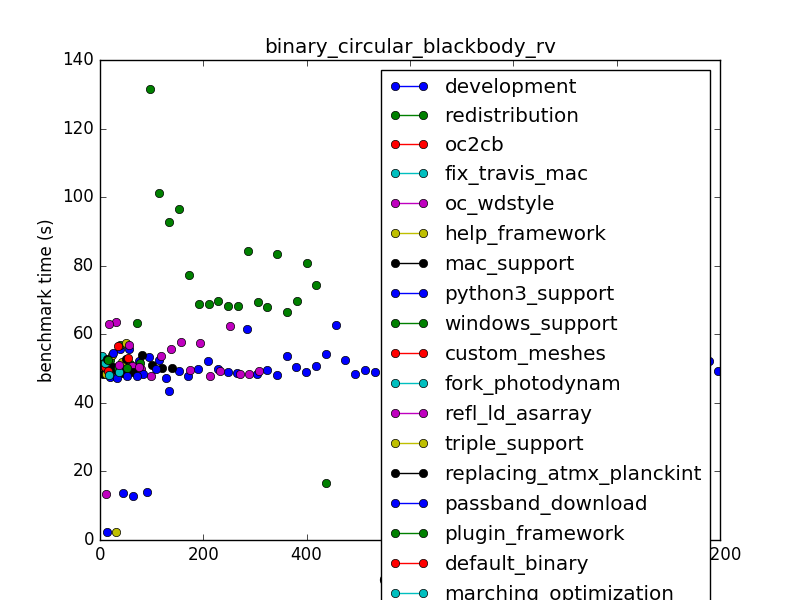 binary_circular_blackbody_rv
benchmark time (s)
140
120
100
80
60
40
20
0
0
200
400
200
development
redistribution
oc2cb
fix_travis_mac
oc_wdstyle
help_framework
mac_support
python3_support
windows_support
custom_meshes
fork_photodynam
refl_ld_asarray
triple_support
replacing_atmx_planckint
passband_download
plugin_framework
default_binary
marching_optimization